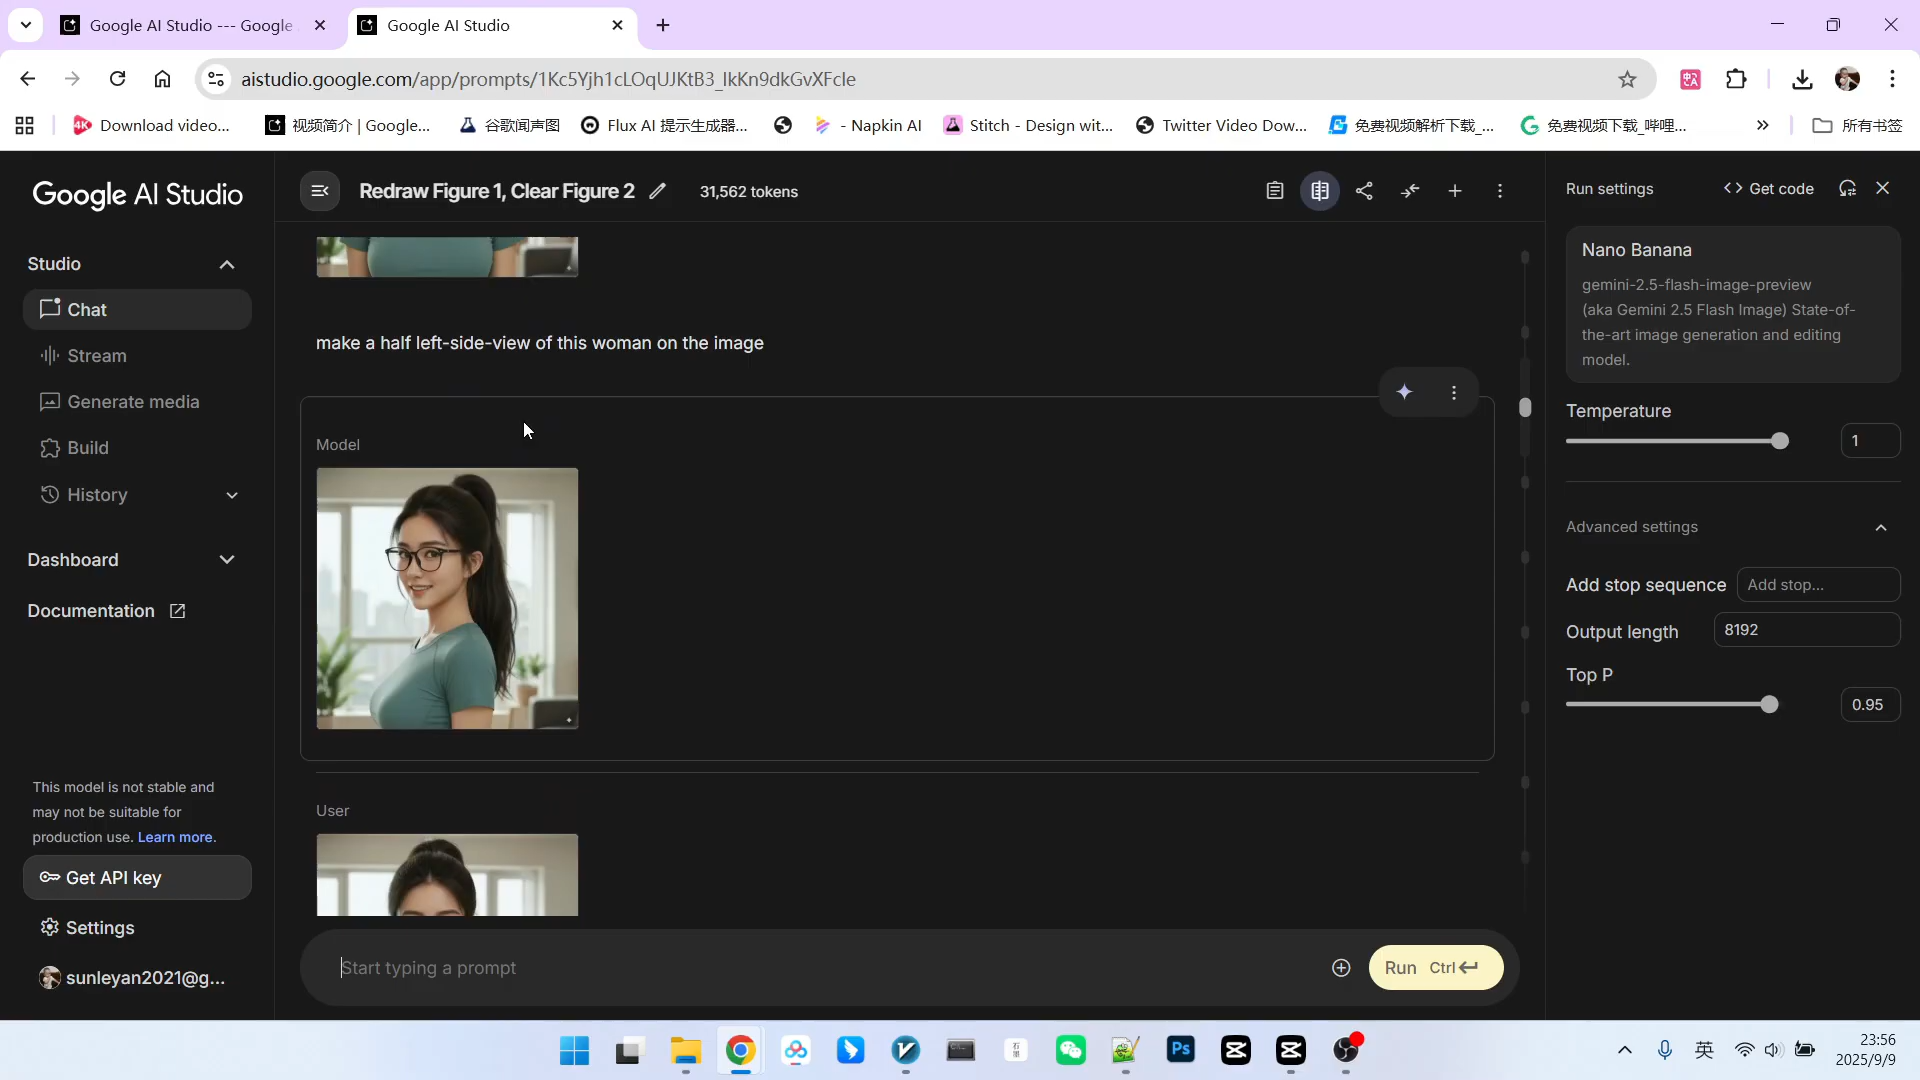 Google AI Studio --- Google
Google AI Studio
aistudio.google.com/app/prompts/1Kc5Yjh1cLOqUJKtB3_IkKn9dkGvXFcle
Download video...
视频简介 | Google...
谷歌闻声图
Flux AI 提示生成器...
- Napkin AI
Stitch - Design wit...
Twitter Video Dow...
免费视频解析下载_...
免费视频下载_哔哩...
所有书签
Google AI Studio
Studio
Chat
Stream
Generate media
Build
History
Dashboard
Documentation
This model is not stable and
may not be suitable for
production use. Learn more.
Get API key
Settings
sunleyan2021@g...
Redraw Figure 1, Clear Figure 2
31,562 tokens
make a half left-side-view of this woman on the image
Model
User
Start typing a prompt
Run Ctrl
Run settings
<> Get code
Nano Banana
gemini-2.5-flash-image-preview
(aka Gemini 2.5 Flash Image) State-of-
the-art image generation and editing
model.
Temperature
1
Advanced settings
Add stop sequence
Add stop...
Output length
8192
Top P
0.95
Ps
英
23:56
2025/9/9